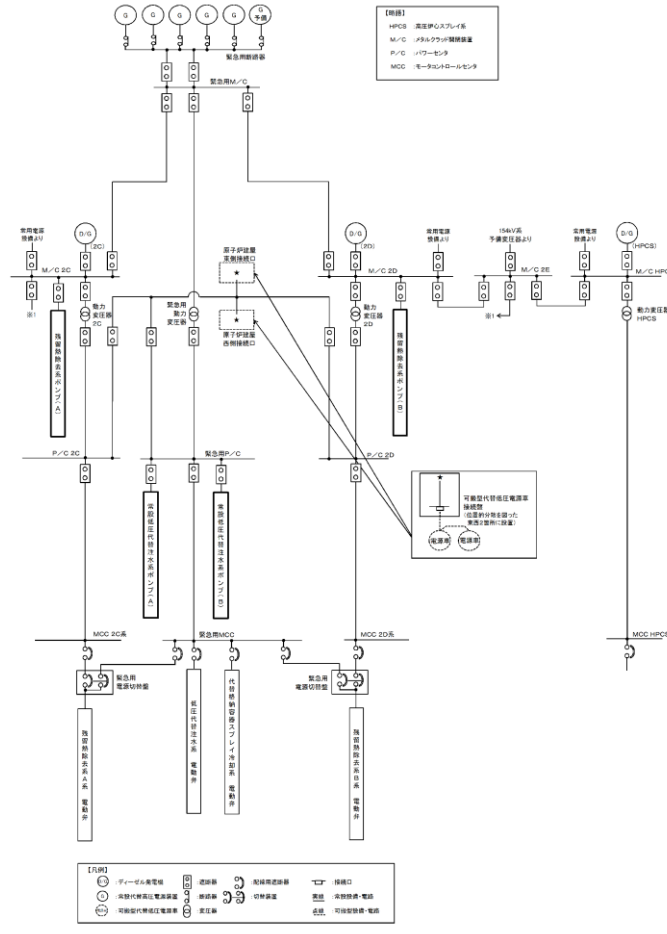 G
G
G
G
G
G
予備
緊急用断路器
緊急用M／C
【略語】
HPCS :高圧炉心スプレイ系
M／C :メタルクラッド開閉装置
P／C :パワーセンタ
MCC :モータコントロールセンタ
常用電源
設備より
D/G
(2C)
原子炉建屋
東側接続口
D/G
(2D)
常用電源
設備より
154kV系
予備変圧器より
常用電源
設備より
D/G
(HPCS)
M／C 2C
M／C 2D
M／C 2E
M／C HPCS
※1
動力
変圧器
2C
緊急用
動力
変圧器
原子炉建屋
西側接続口
動力
変圧器
2D
※1
動力変圧器
HPCS
残留熱除去系ポンプ(A)
残留熱除去系ポンプ(B)
P／C 2C
緊急用P／C
P／C 2D
常設低圧代替注水系ポンプ(A)
常設低圧代替注水系ポンプ(B)
可搬型代替低圧電源車
接続盤
(位置的分散を図った
東西2箇所に設置)
電源車
電源車
MCC 2C系
緊急用MCC
MCC 2D系
MCC HPCS
緊急用
電源切替盤
緊急用
電源切替盤
残留熱除去系A系 電動弁
低圧代替注水系 電動弁
代替格納容器スプレイ冷却系 電動弁
残留熱除去系B系 電動弁
【凡例】
D/G :ディーゼル発電機 :遮断器 :配線用遮断器 :接続口
G :常設代替高圧電源装置 :断路器 :切替装置 実線 :常設設備・電路
電源車 :可搬型代替低圧電源車 :変圧器 点線 :可搬型設備・電路